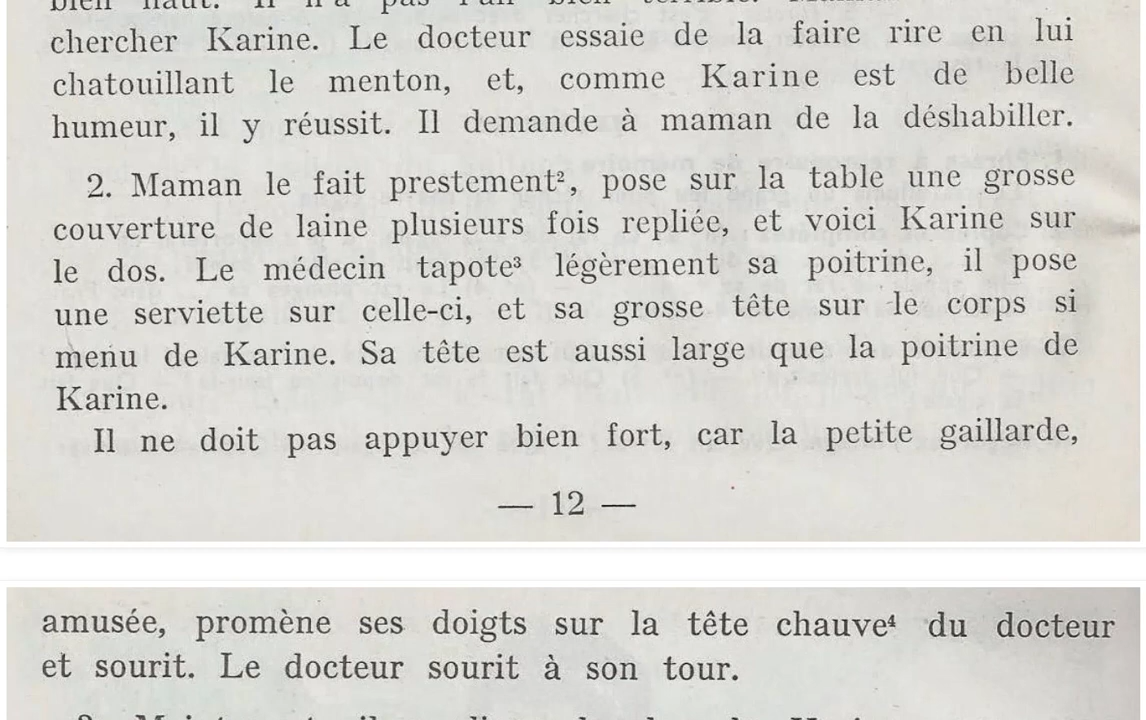 chercher Karine. Le docteur essaie de la faire rire en lui
chatouillant le menton, et, comme Karine est de belle
humeur, il y réussit. Il demande à maman de la déshabiller.
2. Maman le fait prestement², pose sur la table une grosse
couverture de laine plusieurs fois repliée, et voici Karine sur
le dos. Le médecin tapote³ légèrement sa poitrine, il pose
une serviette sur celle-ci, et sa grosse tête sur le corps si
menu de Karine. Sa tête est aussi large que la poitrine de
Karine.
Il ne doit pas appuyer bien fort, car la petite gaillarde,
— 12 —
amusée, promène ses doigts sur la tête chauve⁴ du docteur
et sourit. Le docteur sourit à son tour.